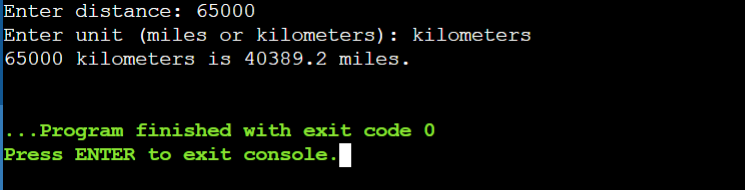 Enter distance: 65000
Enter unit (miles or kilometers): kilometers
65000 kilometers is 40389.2 miles.
...Program finished with exit code 0
Press ENTER to exit console.